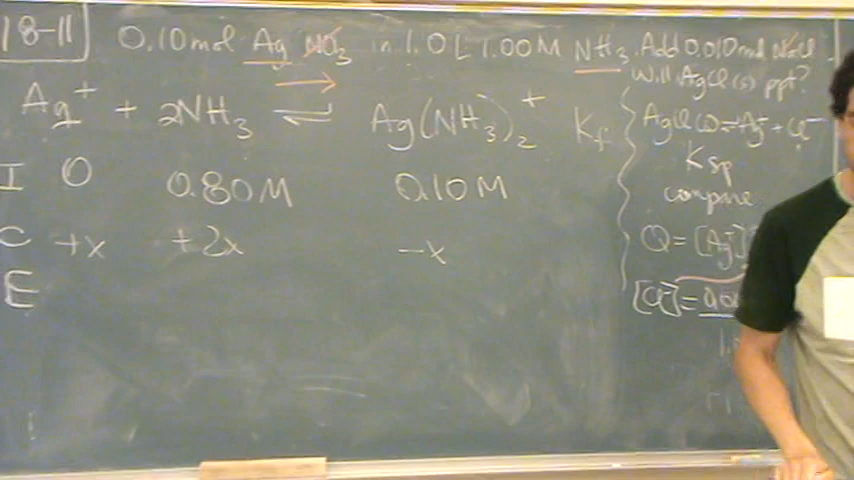 18-11 0.10 mol Ag NO3 in 1.0 L 1.00 M NH3. Add 0.010 mol NaCl
Will AgCl(s) ppt?
Ag+ + 2NH3 ⇌ Ag(NH3)2+ Kf
I 0 0.80 M 0.10 M
C +x +2x -x
E
AgCl(s) ⇌ Ag+ + Cl-
Ksp
compare
Q = [Ag+]
[Cl-] =